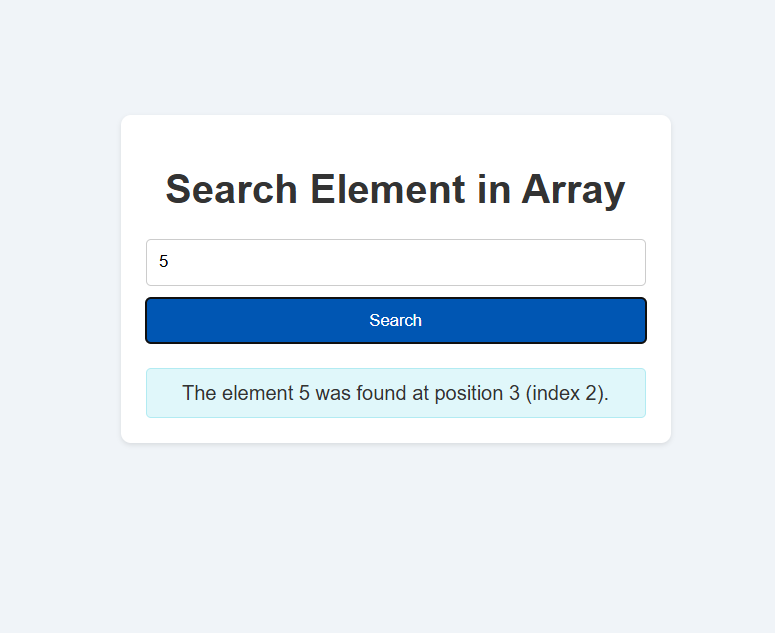 Search Element in Array
5
Search
The element 5 was found at position 3 (index 2).